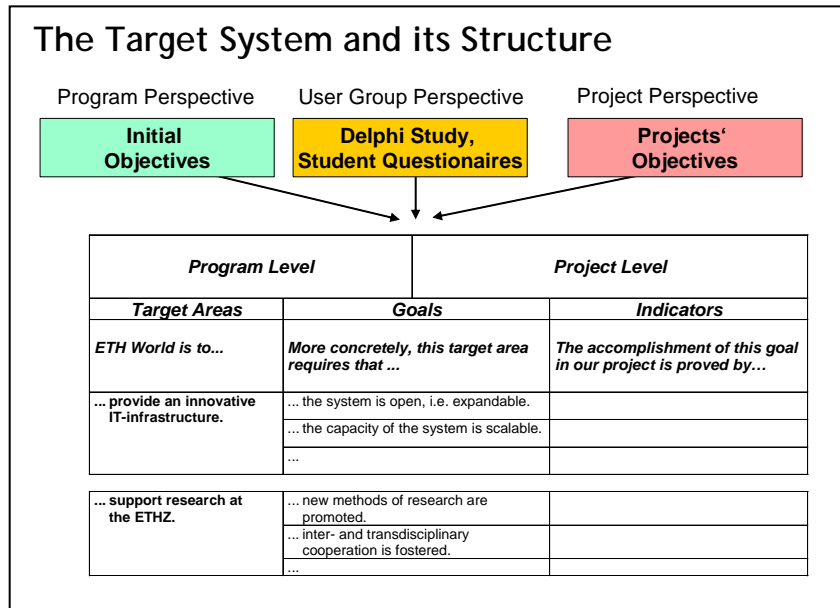 The Target System and its Structure
Program Perspective
User Group Perspective
Project Perspective
Initial
Objectives
Delphi Study,
Student Questionaires
Projects‘
Objectives
Program Level
Project Level
Target Areas
Goals
Indicators
ETH World is to...
More concretely, this target area
requires that ...
The accomplishment of this goal
in our project is proved by…
... provide an innovative
IT-infrastructure.
... the system is open, i.e. expandable.
... the capacity of the system is scalable.
...
... support research at
the ETHZ.
... new methods of research are
promoted.
... inter- and transdisciplinary
cooperation is fostered.
...